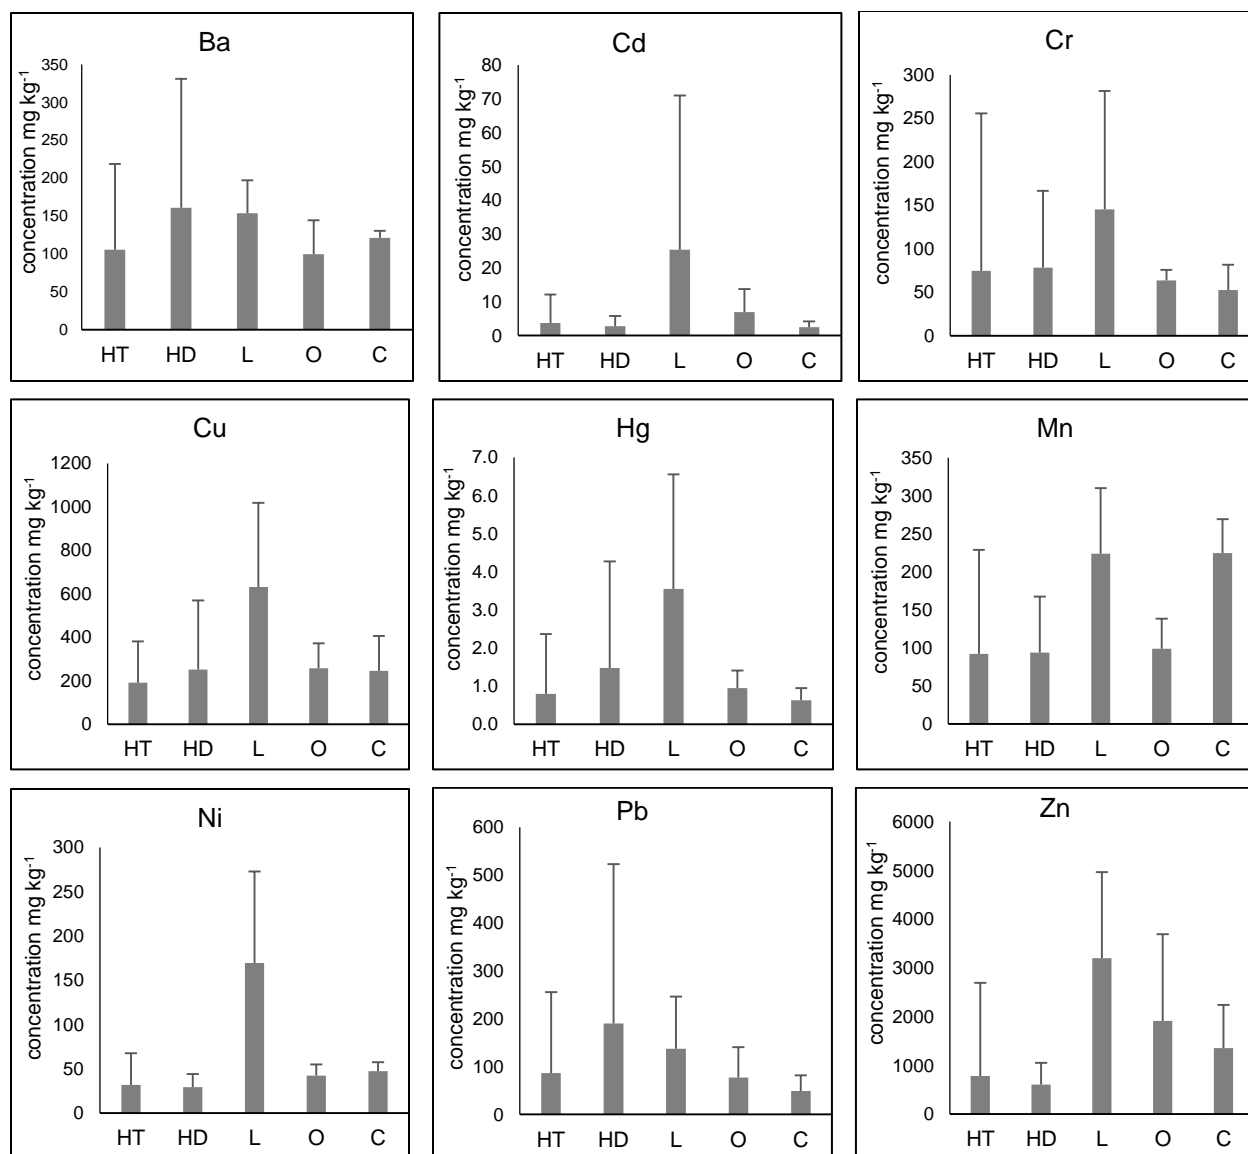 Ba
concentration mg kg⁻¹
350
300
250
200
150
100
50
0
HT HD L O C
Cd
concentration mg kg⁻¹
80
70
60
50
40
30
20
10
0
HT HD L O C
Cr
concentration mg kg⁻¹
300
250
200
150
100
50
0
HT HD L O C
Cu
concentration mg kg⁻¹
1200
1000
800
600
400
200
0
HT HD L O C
Hg
concentration mg kg⁻¹
7.0
6.0
5.0
4.0
3.0
2.0
1.0
0.0
HT HD L O C
Mn
concentration mg kg⁻¹
350
300
250
200
150
100
50
0
HT HD L O C
Ni
concentration mg kg⁻¹
300
250
200
150
100
50
0
HT HD L O C
Pb
concentration mg kg⁻¹
600
500
400
300
200
100
0
HT HD L O C
Zn
concentration mg kg⁻¹
6000
5000
4000
3000
2000
1000
0
HT HD L O C